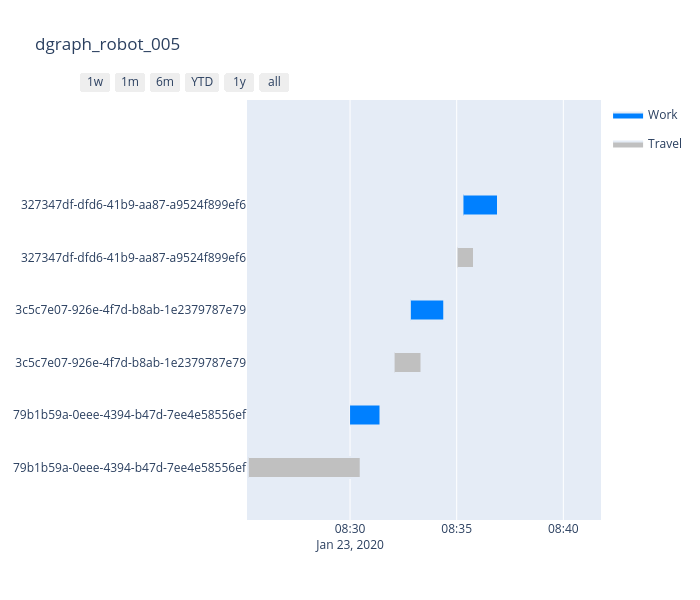 dgraph_robot_005
1w 1m 6m YTD 1y all
Work
Travel
327347df-dfd6-41b9-aa87-a9524f899ef6
327347df-dfd6-41b9-aa87-a9524f899ef6
3c5c7e07-926e-4f7d-b8ab-1e2379787e79
3c5c7e07-926e-4f7d-b8ab-1e2379787e79
79b1b59a-0eee-4394-b47d-7ee4e58556ef
79b1b59a-0eee-4394-b47d-7ee4e58556ef
08:30 08:35 08:40
Jan 23, 2020